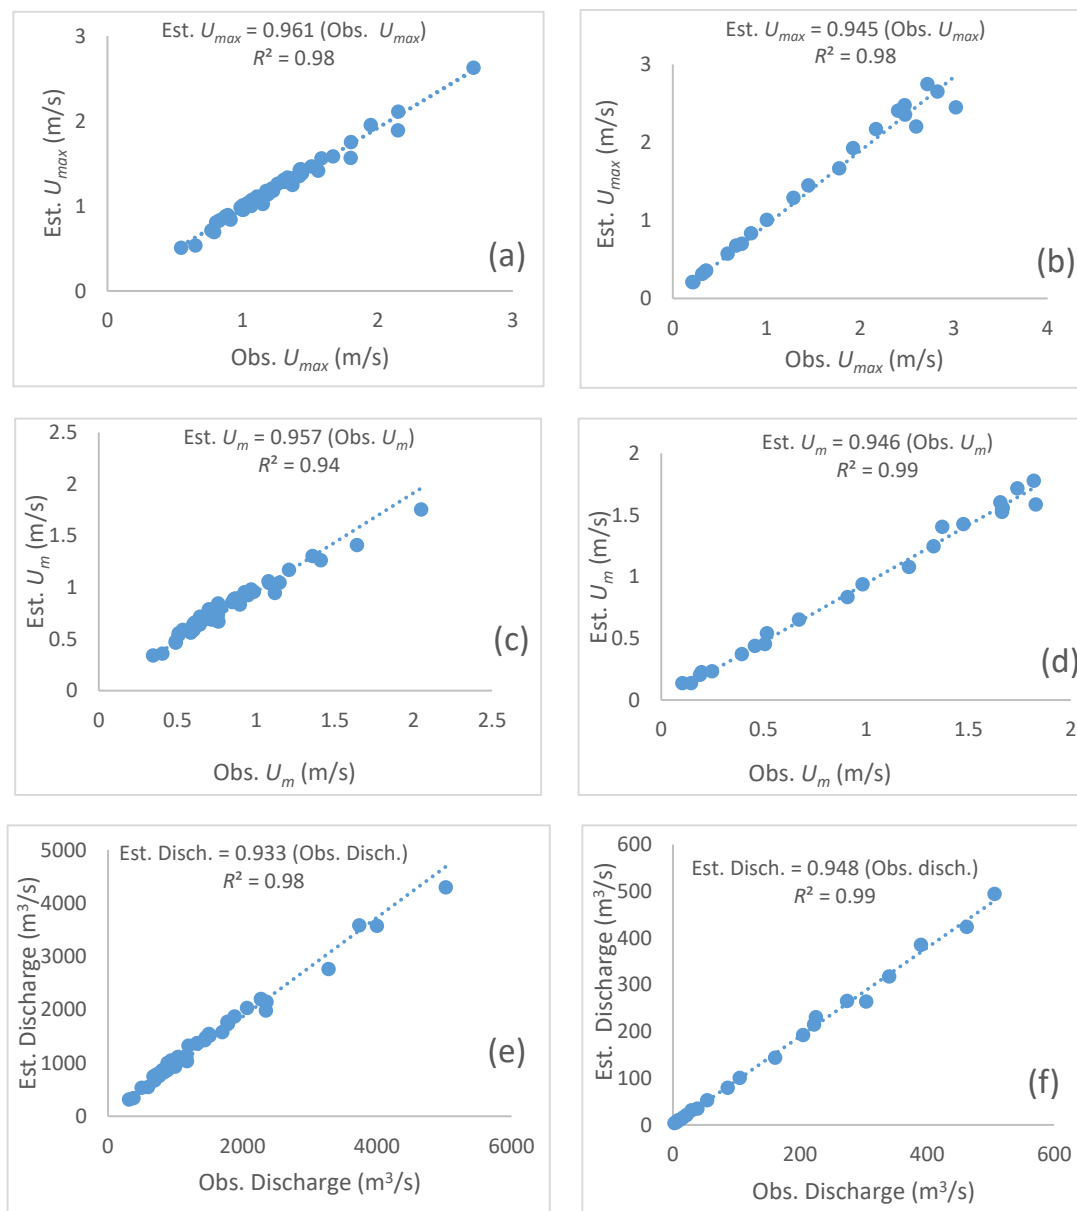 Est. Umax = 0.961 (Obs. Umax)
R² = 0.98
3
2
1
0
Est. Umax (m/s)
(a)
0 1 2 3
Obs. Umax (m/s)
Est. Umax = 0.945 (Obs. Umax)
R² = 0.98
3
2
1
0
Est. Umax (m/s)
(b)
0 1 2 3 4
Obs. Umax (m/s)
Est. Um = 0.957 (Obs. Um)
R² = 0.94
2.5
2
1.5
1
0.5
0
Est. Um (m/s)
(c)
0 0.5 1 1.5 2 2.5
Obs. Um (m/s)
Est. Um = 0.946 (Obs. Um)
R² = 0.99
2
1.5
1
0.5
0
Est. Um (m/s)
(d)
0 0.5 1 1.5 2
Obs. Um (m/s)
Est. Disch. = 0.933 (Obs. Disch.)
R² = 0.98
5000
4000
3000
2000
1000
0
Est. Discharge (m³/s)
(e)
0 2000 4000 6000
Obs. Discharge (m³/s)
Est. Disch. = 0.948 (Obs. disch.)
R² = 0.99
600
500
400
300
200
100
0
Est. Discharge (m³/s)
(f)
0 200 400 600
Obs. Discharge (m³/s)